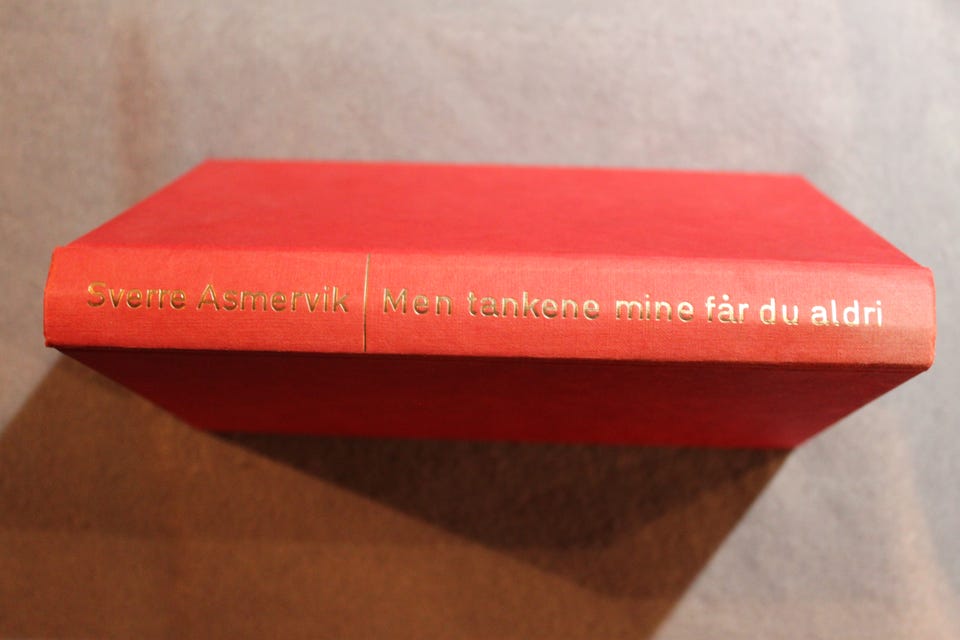 Sverre Asmervik | Men tankene mine får du aldri